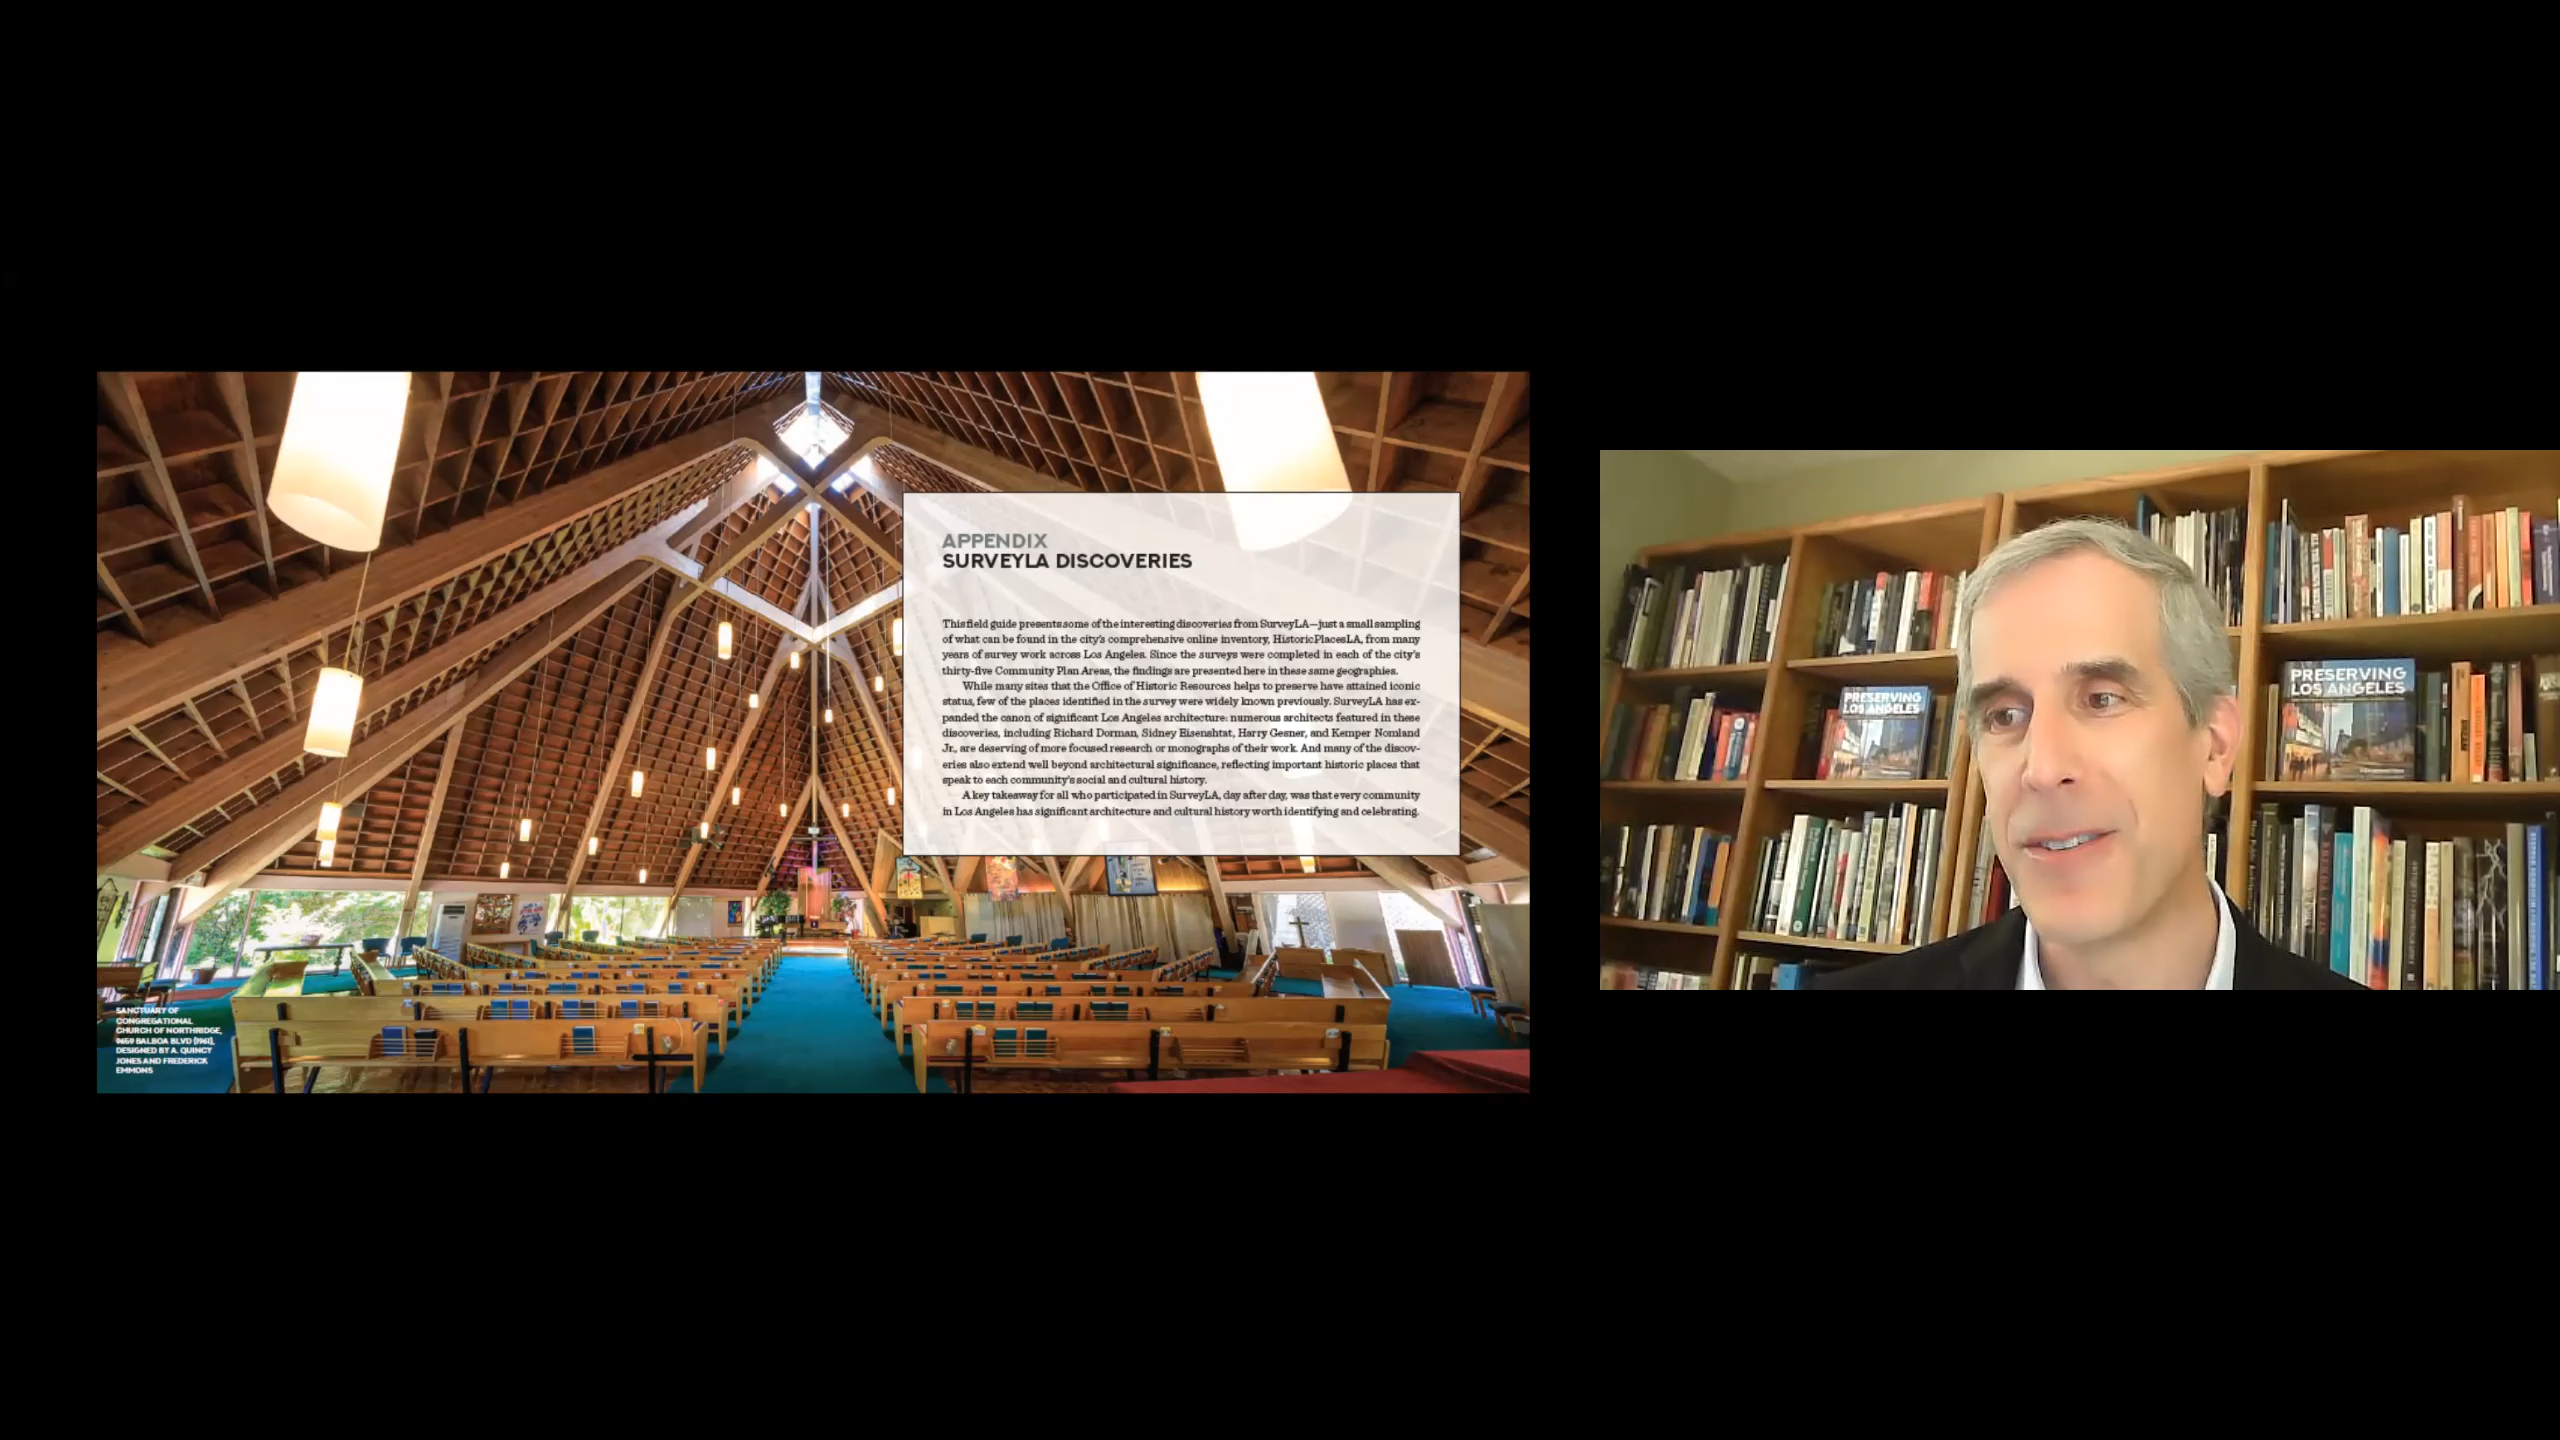 APPENDIX
SURVEYLA DISCOVERIES
This field guide presents some of the interesting discoveries from SurveyLA—just a small sampling
of what can be found in the city's comprehensive online inventory, HistoricPlacesLA, from many
years of survey work across Los Angeles. Since the surveys were completed in each of the city's
thirty-five Community Plan Areas, the findings are presented here in these same geographies.
While many sites that the Office of Historic Resources helps to preserve have attained iconic
status, few of the places identified in the survey were widely known previously. SurveyLA has ex-
panded the canon of significant Los Angeles architecture: numerous architects featured in these
discoveries, including Richard Dorman, Sidney Eisenshtat, Harry Gesner, and Kemper Nomland
Jr., are deserving of more focused research or monographs of their work. And many of the discov-
eries also extend well beyond architectural significance, reflecting important historic places that
speak to each community's social and cultural history.
A key takeaway for all who participated in SurveyLA, day after day, was that every community
in Los Angeles has significant architecture and cultural history worth identifying and celebrating.
SANCTUARY OF
CONGREGATIONAL
CHURCH OF NORTHRIDGE,
9659 BALBOA BLVD (1961),
DESIGNED BY A. QUINCY
JONES AND FREDERICK
EMMONS
PRESERVING
LOS ANGELES
PRESERVING
LOS ANGELES